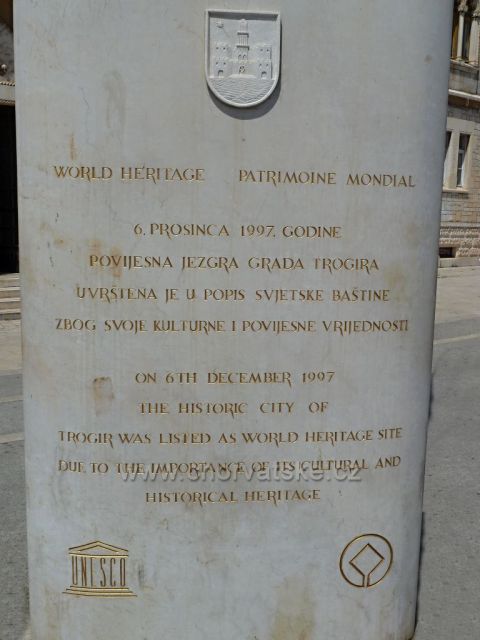 WORLD HERITAGE PATRIMOINE MONDIAL
6. PROSINCA 1997. GODINE
POVIJESNA JEZGRA GRADA TROGIRA
UVRŠTENA JE U POPIS SVJETSKE BAŠTINE
ZBOG SVOJE KULTURNE I POVIJESNE VRIJEDNOSTI
ON 6TH DECEMBER 1997
THE HISTORIC CITY OF
TROGIR WAS LISTED AS WORLD HERITAGE SITE
DUE TO THE IMPORTANCE OF ITS CULTURAL AND
www.chorvatske.cz
HISTORICAL HERITAGE
UNESCO